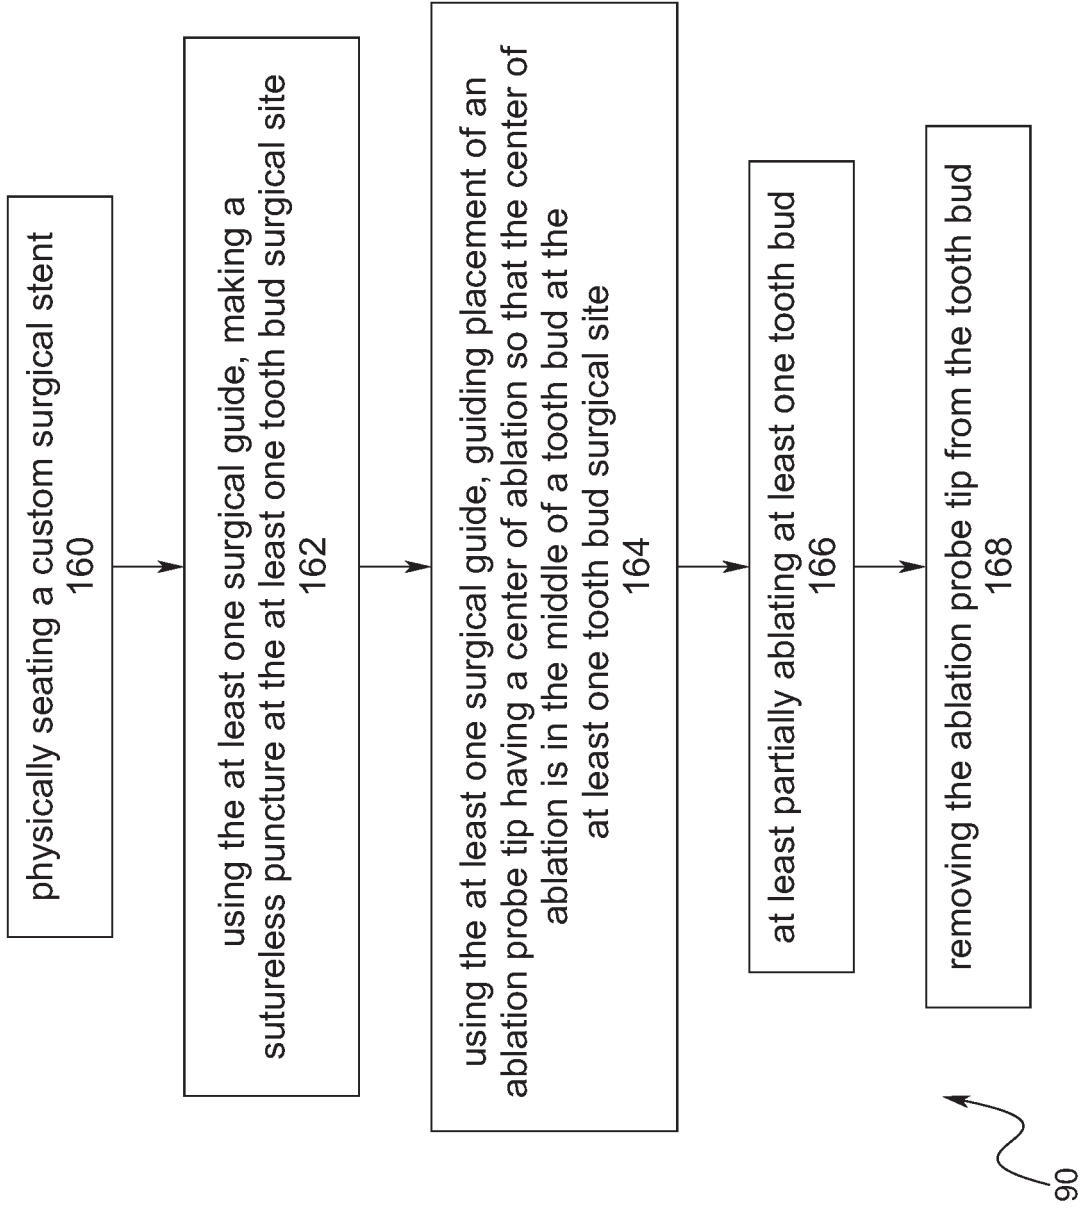 physically seating a custom surgical stent
160
using the at least one surgical guide, making a
sutureless puncture at the at least one tooth bud surgical site
162
using the at least one surgical guide, guiding placement of an
ablation probe tip having a center of ablation so that the center of
ablation is in the middle of a tooth bud at the
at least one tooth bud surgical site
164
at least partially ablating at least one tooth bud
166
removing the ablation probe tip from the tooth bud
168
90